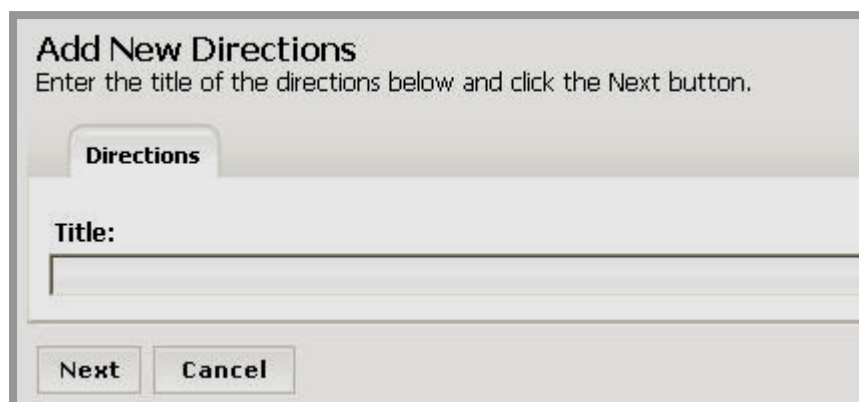 Add New Directions
Enter the title of the directions below and click the Next button.
Directions
Title:
Next Cancel